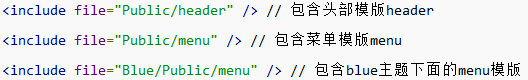 <include file="Public/header" /> // 包含头部模版header
<include file="Public/menu" /> // 包含菜单模版menu
<include file="Blue/Public/menu" /> // 包含blue主题下面的menu模版